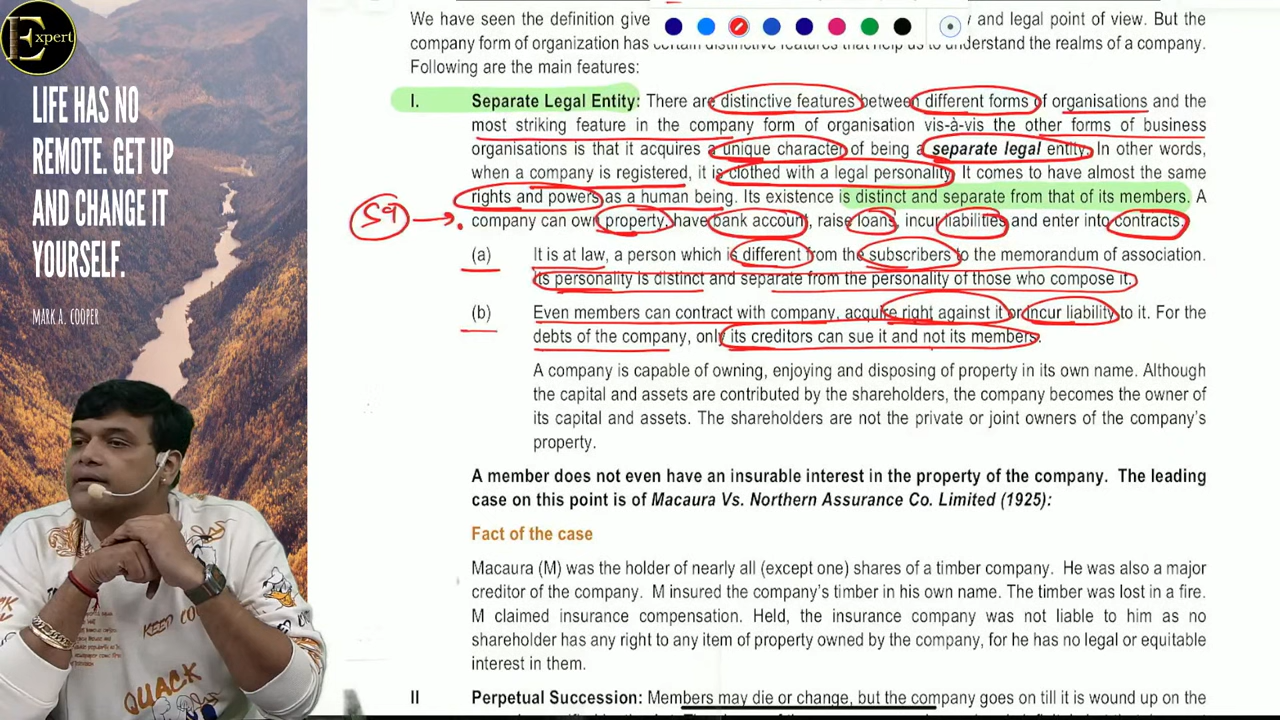 Expert
LIFE HAS NO
REMOTE. GET UP
AND CHANGE IT
YOURSELF.
MARK A. COOPER
We have seen the definition give
y and legal point of view. But the
company form of organization has certain distinctive features that help us to understand the realms of a company.
Following are the main features:
I. Separate Legal Entity: There are distinctive features between different forms of organisations and the
most striking feature in the company form of organisation vis-à-vis the other forms of business
organisations is that it acquires a unique character of being a separate legal entity. In other words,
when a company is registered, it is clothed with a legal personality. It comes to have almost the same
rights and powers as a human being. Its existence is distinct and separate from that of its members. A
company can own property, have bank account, raise loans, incur liabilities and enter into contracts.
(a) It is at law, a person which is different from the subscribers to the memorandum of association.
Its personality is distinct and separate from the personality of those who compose it.
(b) Even members can contract with company, acquire right against it or incur liability to it. For the
debts of the company, only its creditors can sue it and not its members.
A company is capable of owning, enjoying and disposing of property in its own name. Although
the capital and assets are contributed by the shareholders, the company becomes the owner of
its capital and assets. The shareholders are not the private or joint owners of the company's
property.
A member does not even have an insurable interest in the property of the company. The leading
case on this point is of Macaura Vs. Northern Assurance Co. Limited (1925):
Fact of the case
Macaura (M) was the holder of nearly all (except one) shares of a timber company. He was also a major
creditor of the company. M insured the company's timber in his own name. The timber was lost in a fire.
M claimed insurance compensation. Held, the insurance company was not liable to him as no
shareholder has any right to any item of property owned by the company, for he has no legal or equitable
interest in them.
II Perpetual Succession: Members may die or change, but the company goes on till it is wound up on the
QUACK